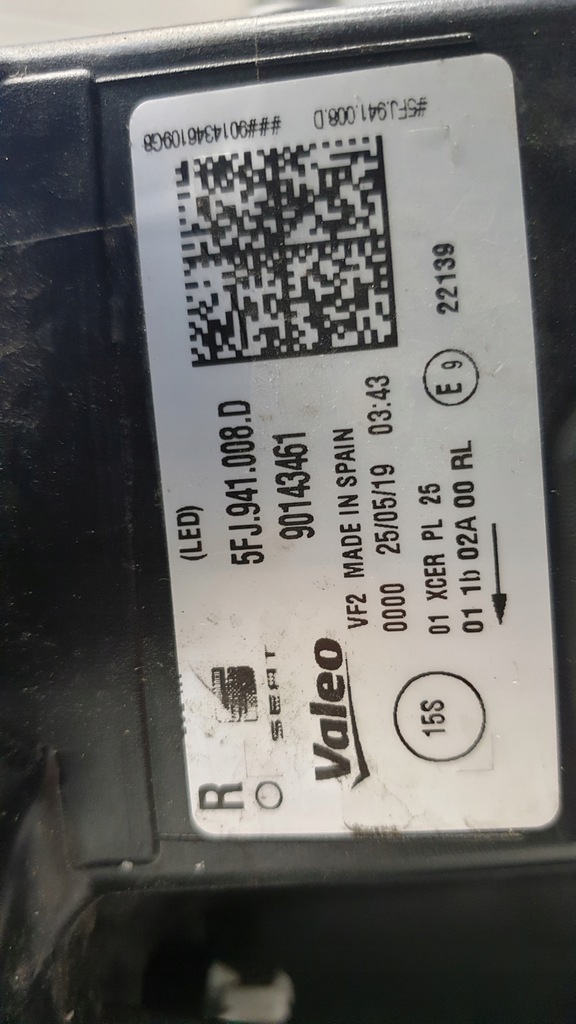 R
SEAT
(LED)
5FJ.941.008.D
90143461
Valeo
VF2 MADE IN SPAIN
0000 25/05/19 03:43
15S
01 XCER PL 25
01 1b 02A 00 RL
E 9
22139
###9014346109G8
#5FJ.941.008.D